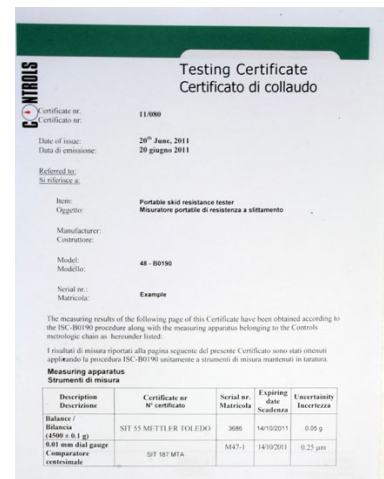 CONTROLS
Testing Certificate
Certificato di collaudo
Certificate nr.
Certificato nr:
11/080
Date of issue: 20th June, 2011
Data di emissione: 20 giugno 2011
Referred to:
Si riferisce a:
Item: Portable skid resistance tester
Oggetto: Misuratore portatile di resistenza a slittamento
Manufacturer:
Costruttore:
Model: 48 - B0190
Modello:
Serial nr.: Example
Matricola:
The measuring results of the following page of this Certificate have been obtained according to
the ISC-B0190 procedure along with the measuring apparatus belonging to the Controls
metrologic chain as hereunder listed:
I risultati di misura riportati alla pagina seguente del presente Certificato sono stati ottenuti
applicando la procedura ISC-B0190 unitamente a strumenti di misura mantenuti in taratura.
Measuring apparatus
Strumenti di misura
Description Certificate nr Serial nr. Expiring date Uncertainity
Descrizione N° certificato Matricola Scadenza Incertezza
Balance /
Bilancia
(4500 ± 0.1 g)
SIT 55 METTLER TOLEDO 3686 14/10/2011 0.05 g
0.01 mm dial gauge
Comparatore
centesimale
SIT 187 MTA M47-1 14/10/2011 0.25 µm